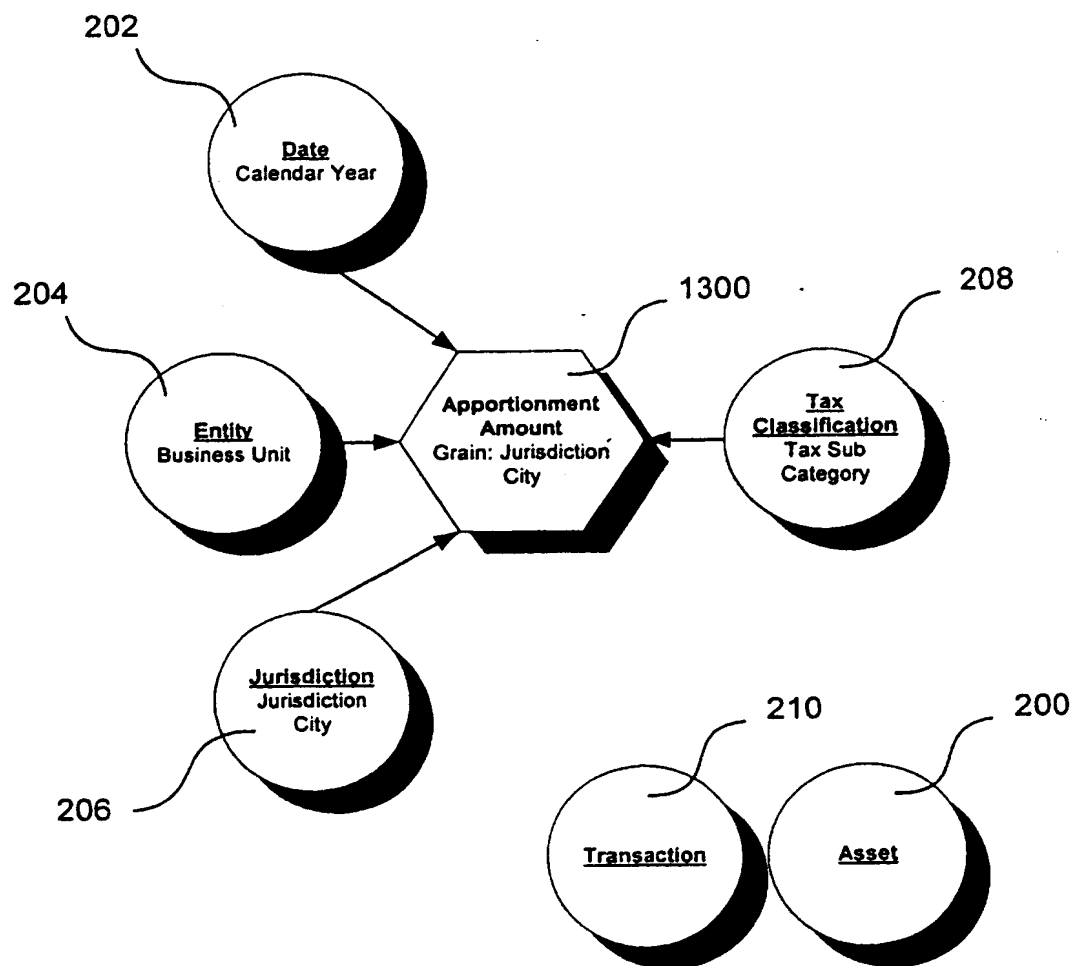 202
Date
Calendar Year
204
1300
208
Entity
Business Unit
Apportionment
Amount
Grain: Jurisdiction
City
Tax
Classification
Tax Sub
Category
Jurisdiction
Jurisdiction
City
206
210
200
Transaction
Asset